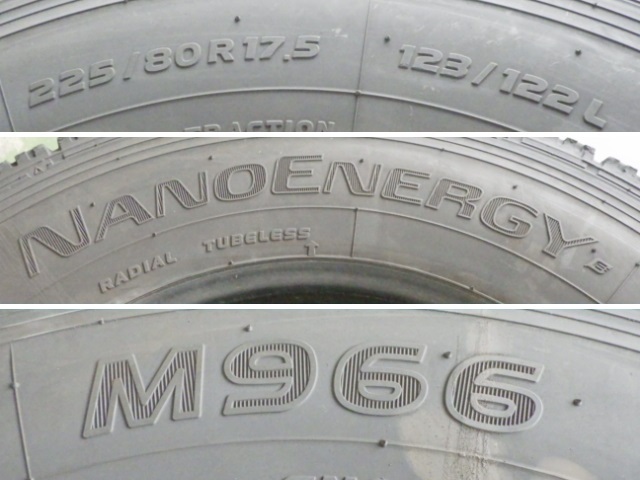 225/80R17.5 123/122L
TRACTION
NANOENERGY E
RADIAL TUBELESS
M966